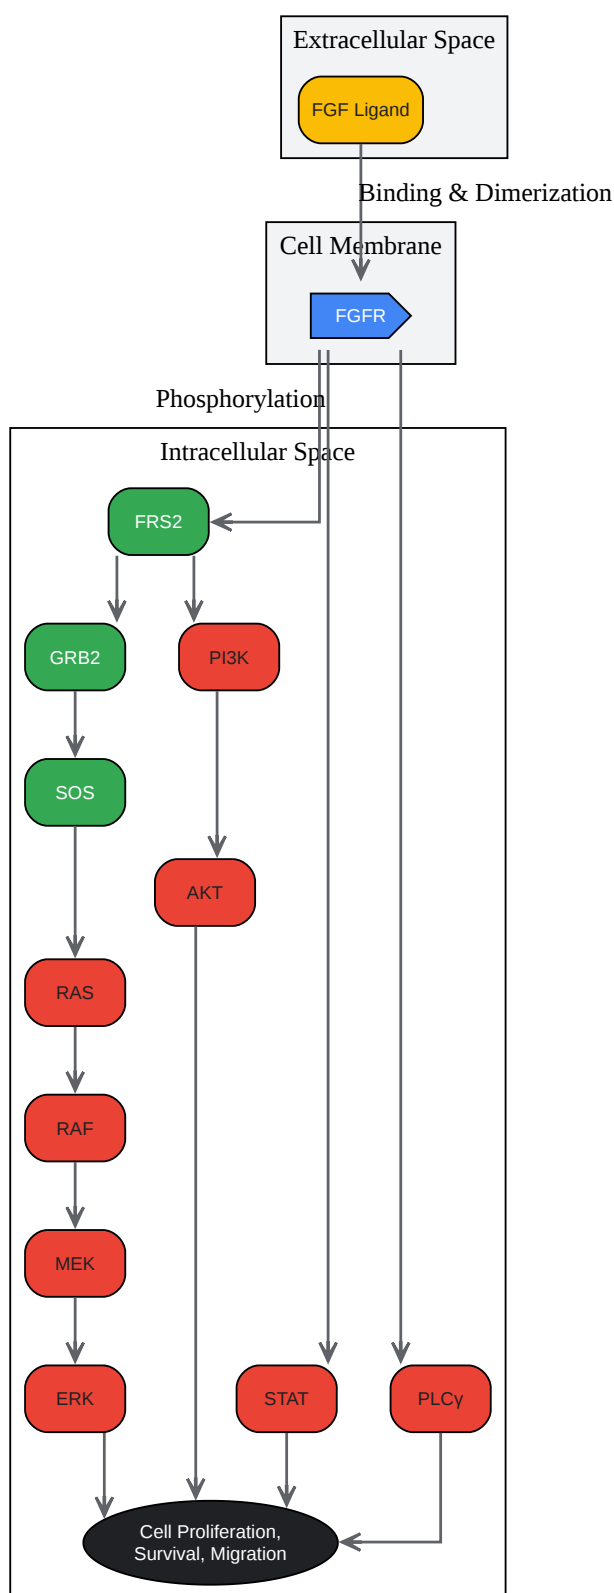 Extracellular Space
FGF Ligand
Binding & Dimerization
Cell Membrane
FGFR
Phosphorylation
Intracellular Space
FRS2
GRB2
PI3K
SOS
AKT
RAS
RAF
MEK
ERK
STAT
PLCγ
Cell Proliferation,
Survival, Migration